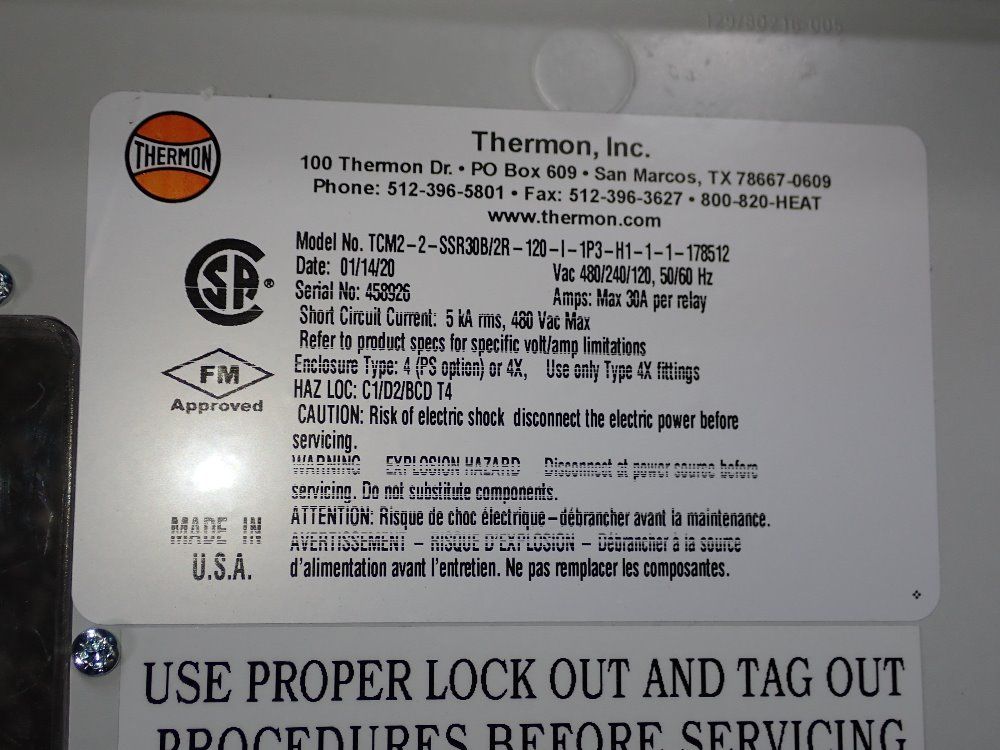 129/80218-005
THERMON
Thermon, Inc.
100 Thermon Dr. • PO Box 609 • San Marcos, TX 78667-0609
Phone: 512-396-5801 • Fax: 512-396-3627 • 800-820-HEAT
www.thermon.com
SA ®
Model No. TCM2-2-SSR30B/2R-120-I-1P3-H1-1-1-178512
Date: 01/14/20 Vac 480/240/120, 50/60 Hz
Serial No: 458926 Amps: Max 30A per relay
Short Circuit Current: 5 kA rms, 480 Vac Max
Refer to product specs for specific volt/amp limitations
Enclosure Type: 4 (PS option) or 4X, Use only Type 4X fittings
HAZ LOC: C1/D2/BCD T4
FM
Approved
CAUTION: Risk of electric shock disconnect the electric power before
servicing.
WARNING EXPLOSION HAZARD Disconnect at power source before
servicing. Do not substitute components.
MADE IN
U.S.A.
ATTENTION: Risque de choc électrique – débrancher avant la maintenance.
AVERTISSEMENT – RISQUE D'EXPLOSION – Débrancher à la source
d'alimentation avant l'entretien. Ne pas remplacer les composantes.
USE PROPER LOCK OUT AND TAG OUT
PROCEDURES BEFORE SERVICING